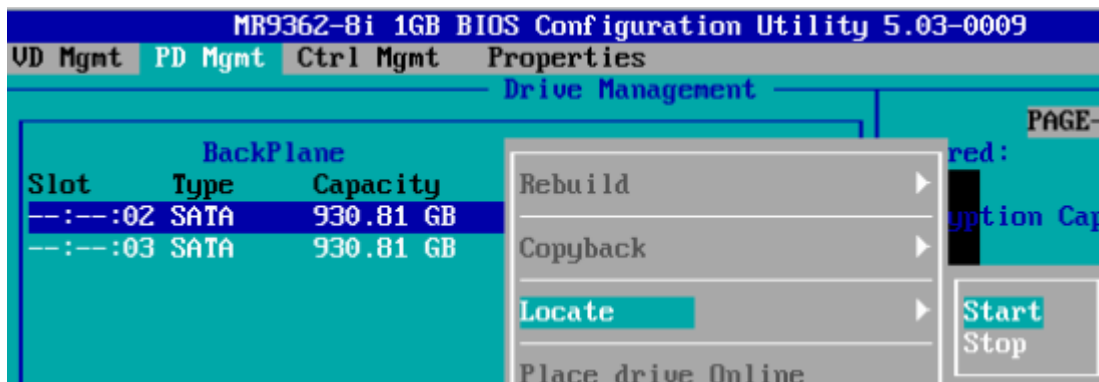 MR9362-8i 1GB BIOS Configuration Utility 5.03-0009
VD Mgmt PD Mgmt Ctrl Mgmt Properties
Drive Management
PAGE-
BackPlane
red:
Slot Type Capacity
Rebuild
--:--:02 SATA 930.81 GB
yption Cap
--:--:03 SATA 930.81 GB
Copyback
Locate
Start
Stop
Place drive Online